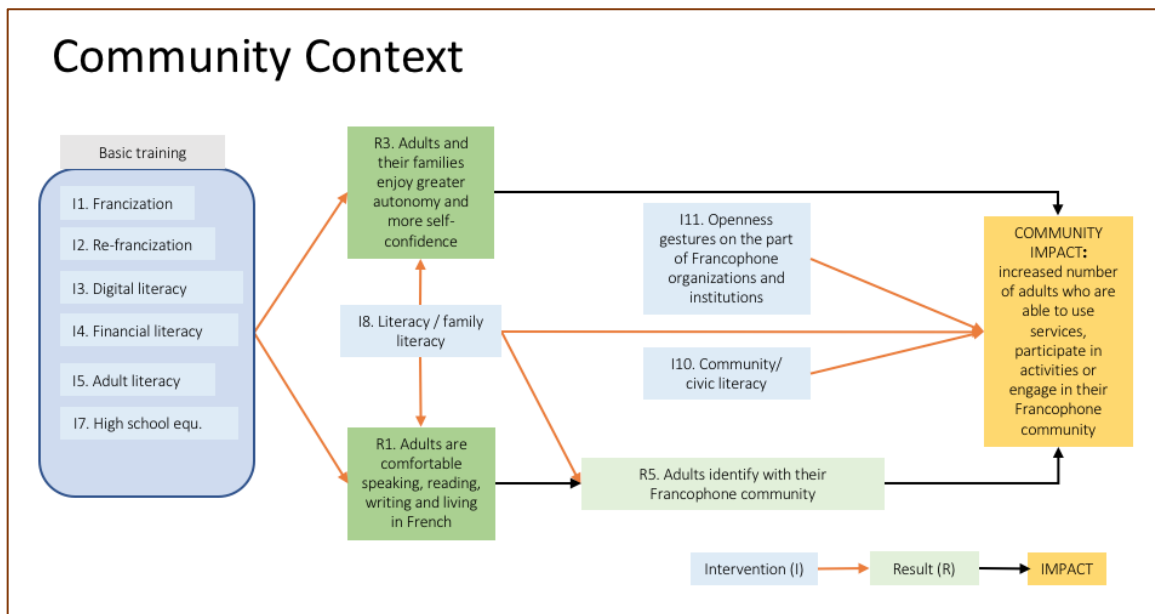 Community Context
Basic training
I1. Francization
I2. Re-francization
I3. Digital literacy
I4. Financial literacy
I5. Adult literacy
I7. High school equ.
R3. Adults and
their families
enjoy greater
autonomy and
more self-
confidence
I8. Literacy / family
literacy
R1. Adults are
comfortable
speaking, reading,
writing and living
in French
I11. Openness
gestures on the part
of Francophone
organizations and
institutions
I10. Community/
civic literacy
R5. Adults identify with their
Francophone community
COMMUNITY
IMPACT:
increased number
of adults who are
able to use
services,
participate in
activities or
engage in their
Francophone
community
Intervention (I)
Result (R)
IMPACT